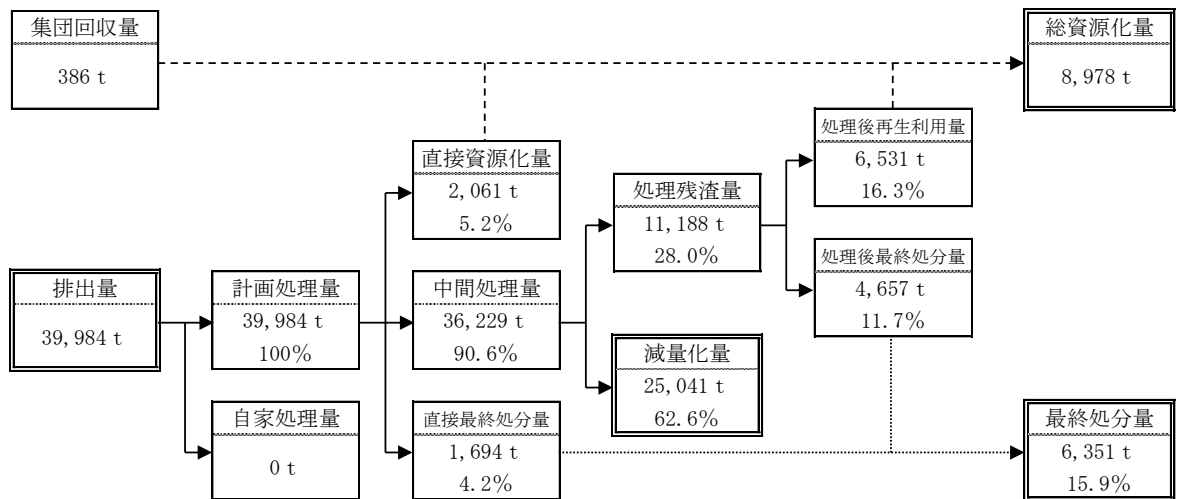 集団回収量
386 t
総資源化量
8,978 t
直接資源化量
2,061 t
5.2%
処理残渣量
11,188 t
28.0%
処理後再生利用量
6,531 t
16.3%
処理後最終処分量
4,657 t
11.7%
排出量
39,984 t
計画処理量
39,984 t
100%
中間処理量
36,229 t
90.6%
減量化量
25,041 t
62.6%
自家処理量
0 t
直接最終処分量
1,694 t
4.2%
最終処分量
6,351 t
15.9%